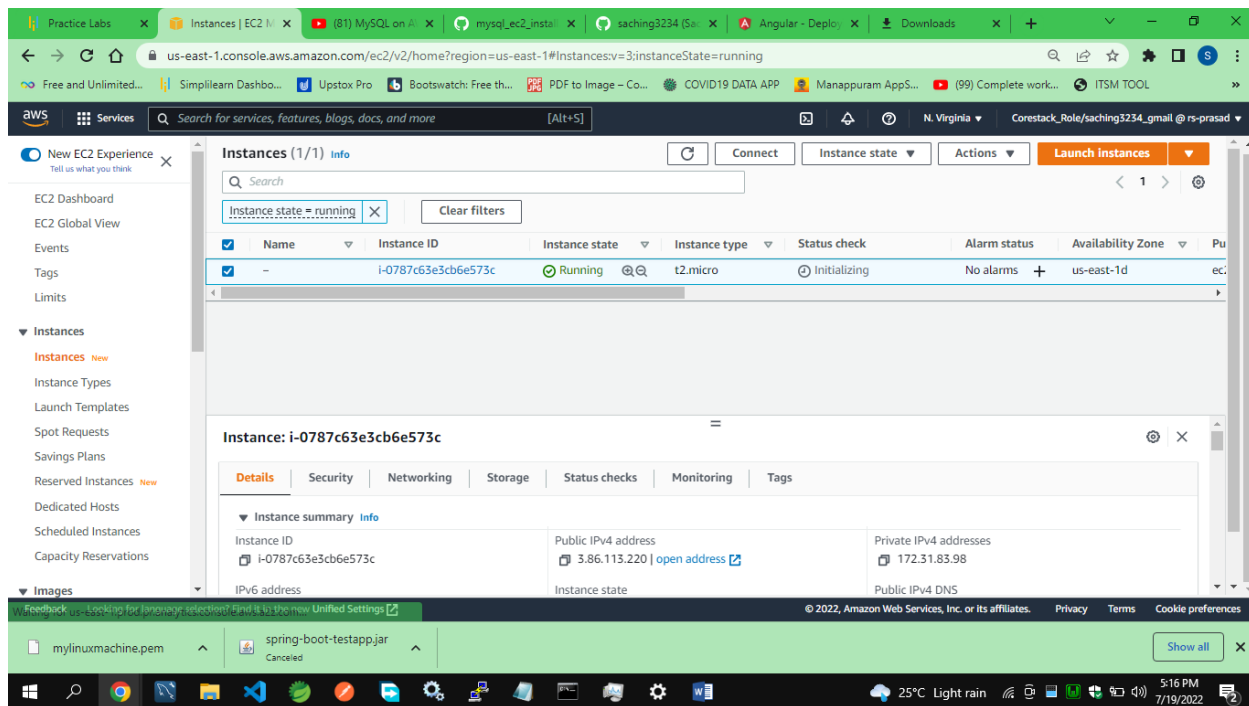 Practice Labs
Instances | EC2 M
(81) MySQL on A
mysql_ec2_install
saching3234 (Sac
Angular - Deploy
Downloads
us-east-1.console.aws.amazon.com/ec2/v2/home?region=us-east-1#Instances:v=3;instanceState=running
S
Free and Unlimited...
Simplilearn Dashbo...
Upstox Pro
Bootswatch: Free th...
PDF to Image – Co...
COVID19 DATA APP
Manappuram AppS...
(99) Complete work...
ITSM TOOL
»
aws
Services
Search for services, features, blogs, docs, and more
[Alt+S]
N. Virginia
Corestack_Role/saching3234_gmail @ rs-prasad
New EC2 Experience
Tell us what you think
EC2 Dashboard
EC2 Global View
Events
Tags
Limits
Instances
Instances New
Instance Types
Launch Templates
Spot Requests
Savings Plans
Reserved Instances New
Dedicated Hosts
Scheduled Instances
Capacity Reservations
Images
Instances (1/1) Info
Connect
Instance state
Actions
Launch instances
Search
1
Instance state = running
Clear filters
Name
Instance ID
Instance state
Instance type
Status check
Alarm status
Availability Zone
Pu
–
i-0787c63e3cb6e573c
Running
t2.micro
Initializing
No alarms
us-east-1d
ec2
Instance: i-0787c63e3cb6e573c
Details
Security
Networking
Storage
Status checks
Monitoring
Tags
Instance summary Info
Instance ID
i-0787c63e3cb6e573c
Public IPv4 address
3.86.113.220 | open address
Private IPv4 addresses
172.31.83.98
IPv6 address
Instance state
Public IPv4 DNS
Feedback
Unified Settings
© 2022, Amazon Web Services, Inc. or its affiliates.
Privacy
Terms
Cookie preferences
mylinuxmachine.pem
spring-boot-testapp.jar
Canceled
Show all
25°C Light rain
5:16 PM
7/19/2022
2